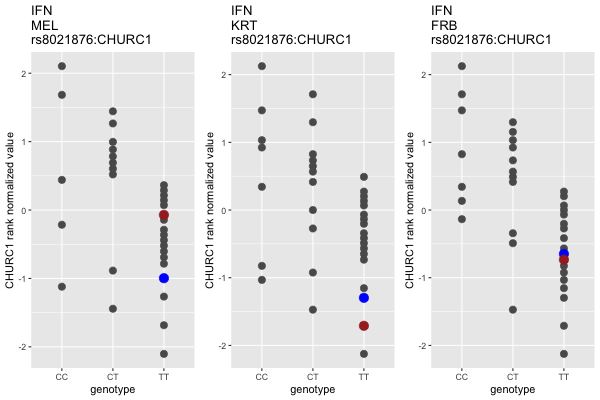 IFN
MEL
rs8021876:CHURC1
CHURC1 rank normalized value
2
1
0
-1
-2
CC CT TT
genotype
IFN
KRT
rs8021876:CHURC1
CHURC1 rank normalized value
2
1
0
-1
-2
CC CT TT
genotype
IFN
FRB
rs8021876:CHURC1
CHURC1 rank normalized value
2
1
0
-1
-2
CC CT TT
genotype